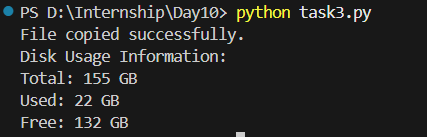 PS D:\Internship\Day10> python task3.py
File copied successfully.
Disk Usage Information:
Total: 155 GB
Used: 22 GB
Free: 132 GB